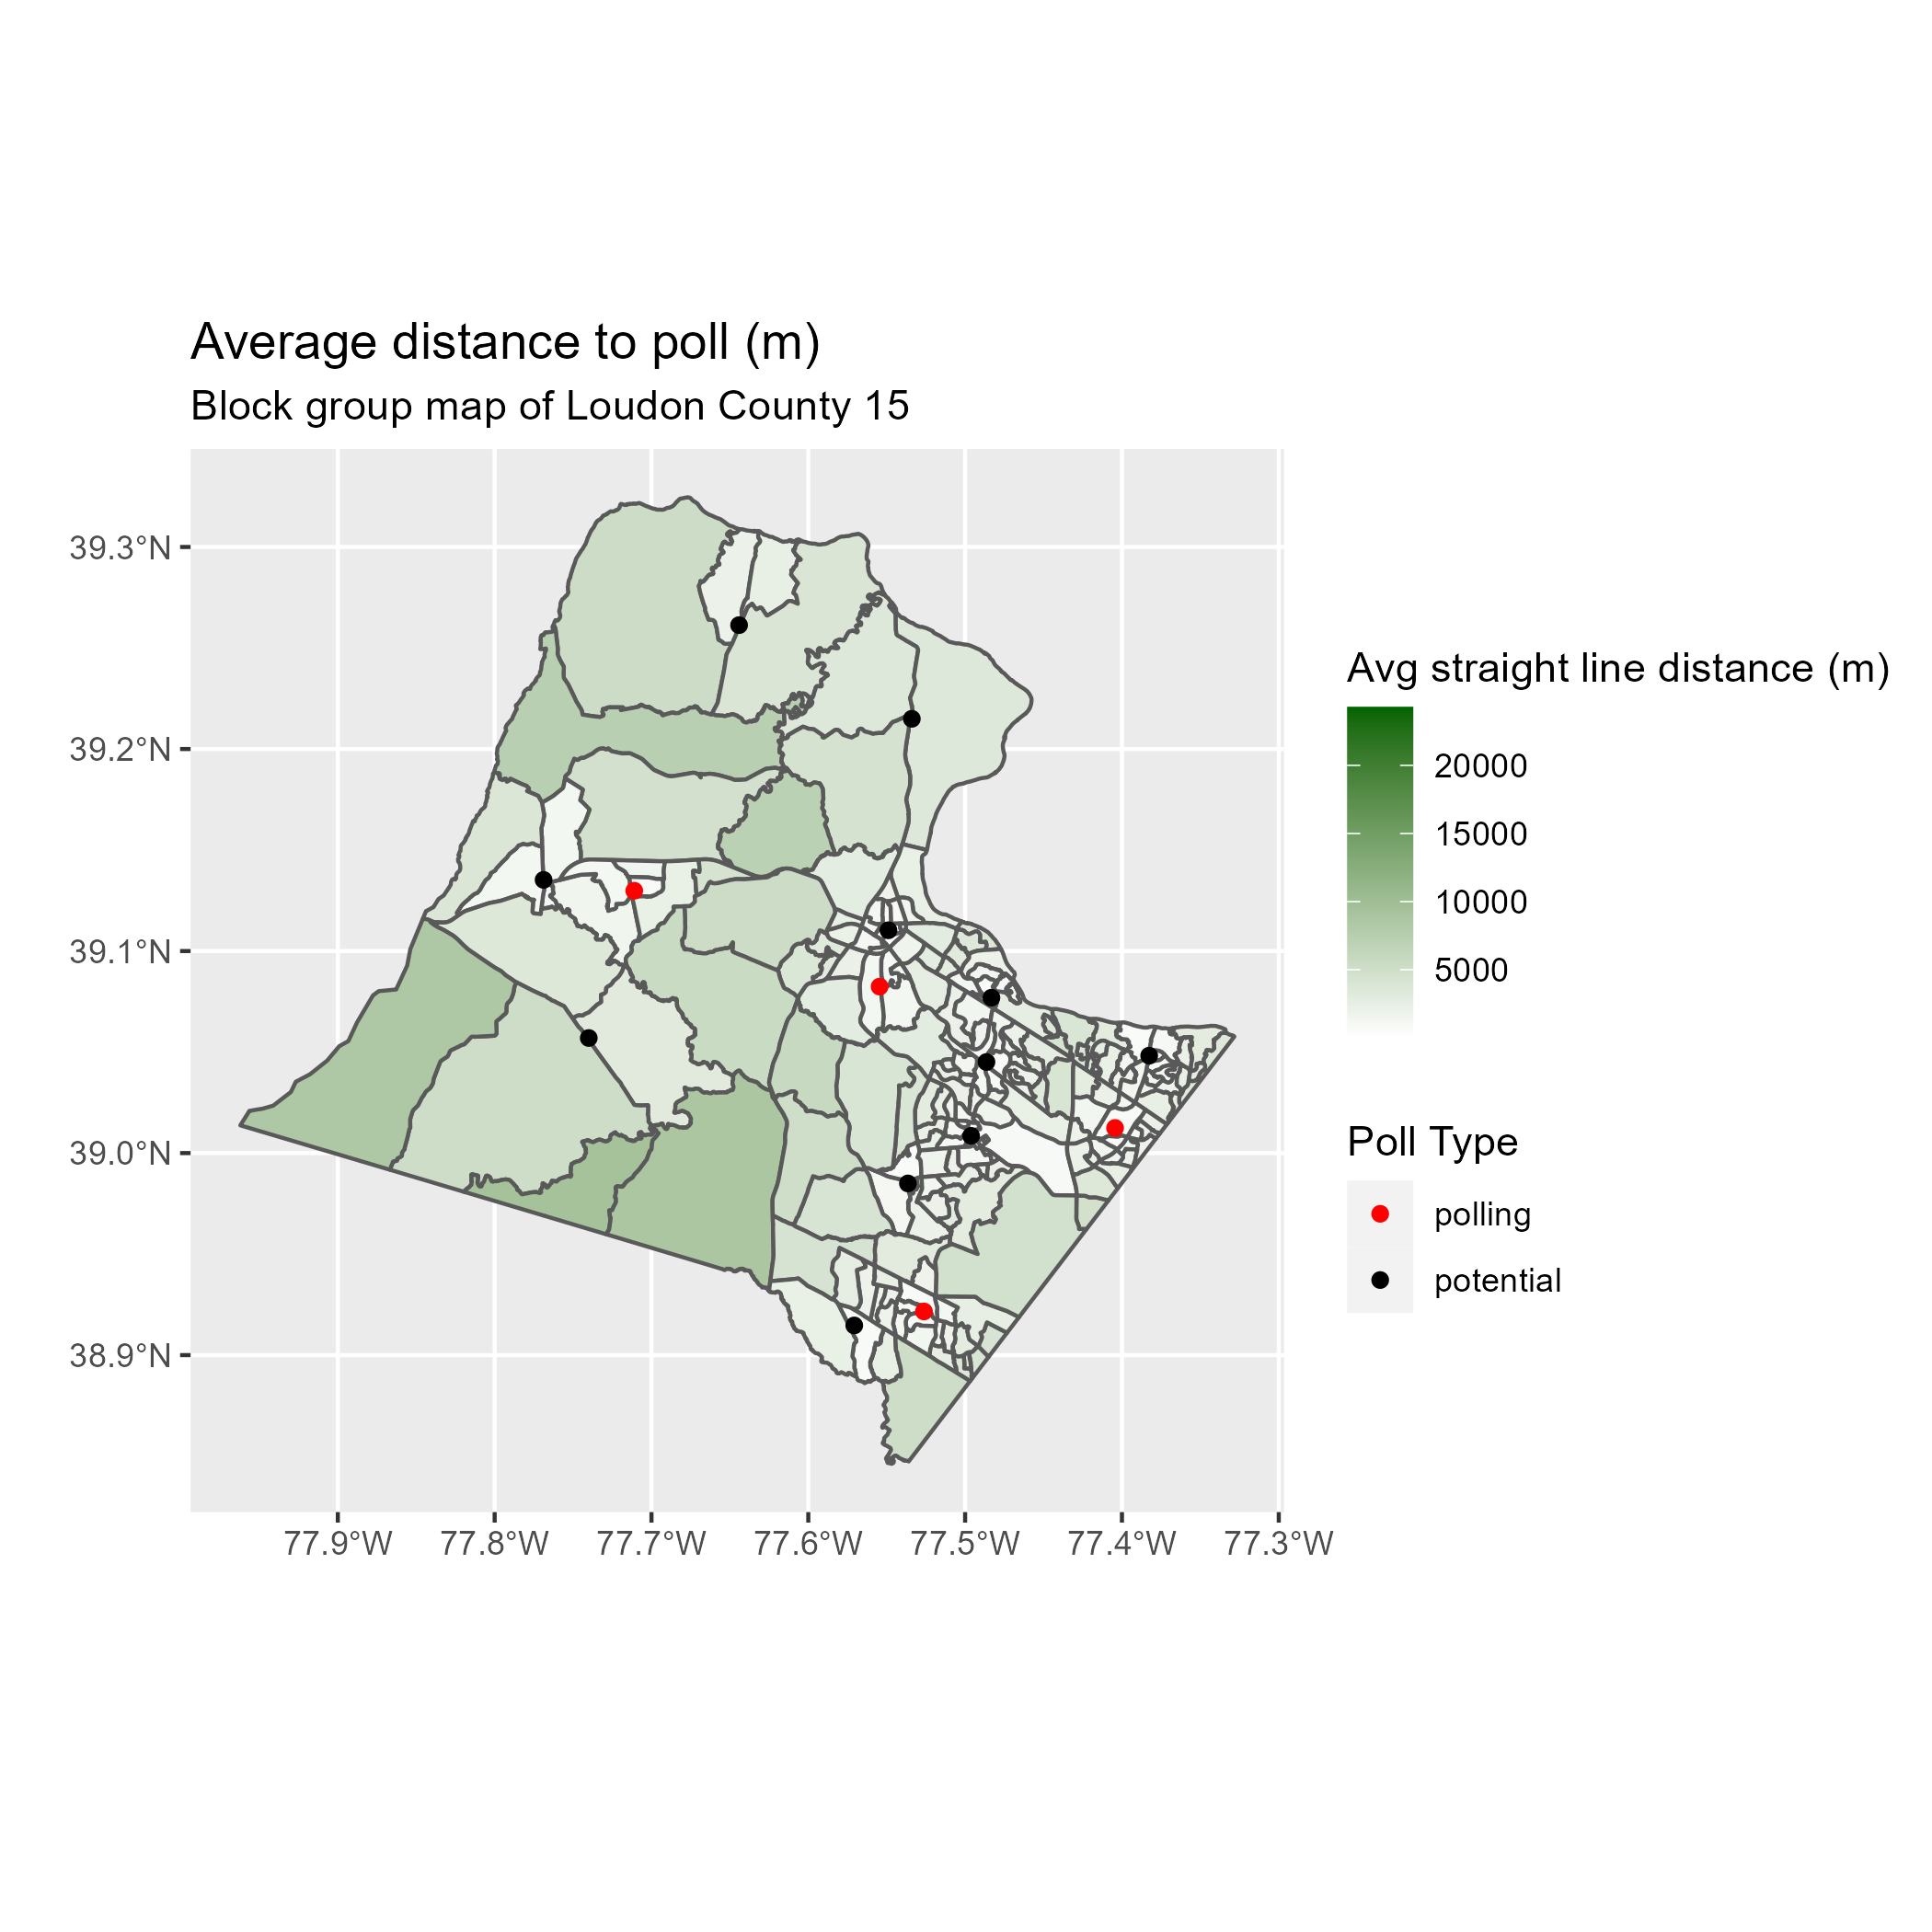 Average distance to poll (m)
Block group map of Loudon County 15
39.3°N
39.2°N
39.1°N
39.0°N
38.9°N
77.9°W 77.8°W 77.7°W 77.6°W 77.5°W 77.4°W 77.3°W
Avg straight line distance (m)
20000
15000
10000
5000
Poll Type
polling
potential